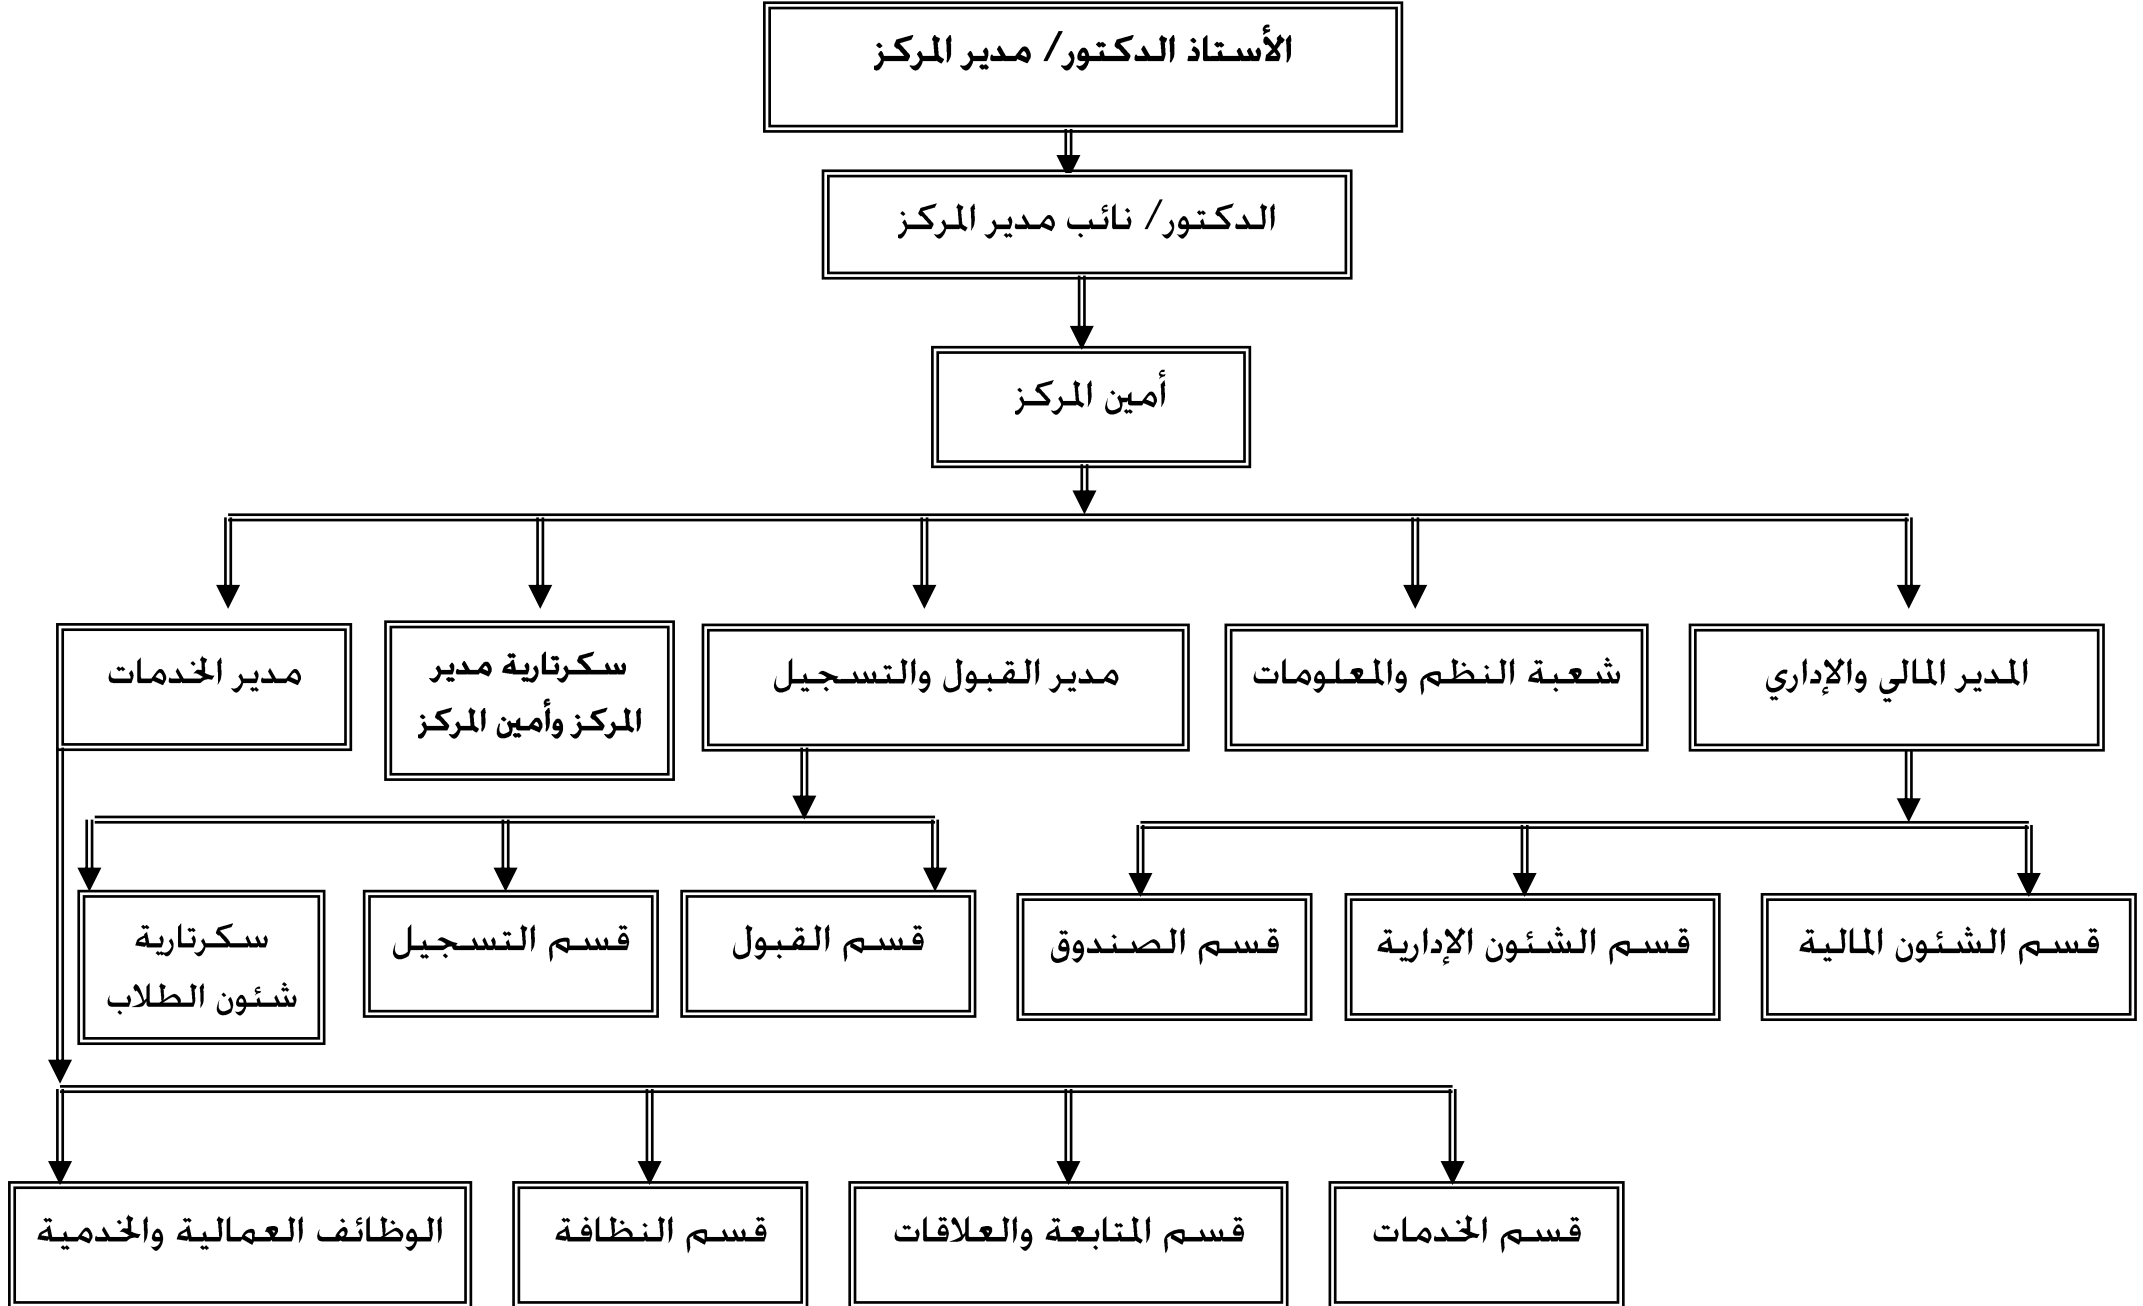 الأستاذ الدكتور/ مدير المركز
الدكتور/ نائب مدير المركز
أمين المركز
المدير المالي والإداري
شعبة النظم والمعلومات
مدير القبول والتسجيل
سكرتارية مدير
المركز وأمين المركز
مدير الخدمات
قسم الشئون المالية
قسم الشئون الإدارية
قسم الصندوق
قسم القبول
قسم التسجيل
سكرتارية
شئون الطلاب
قسم الخدمات
قسم المتابعة والعلاقات
قسم النظافة
الوظائف العمالية والخدمية